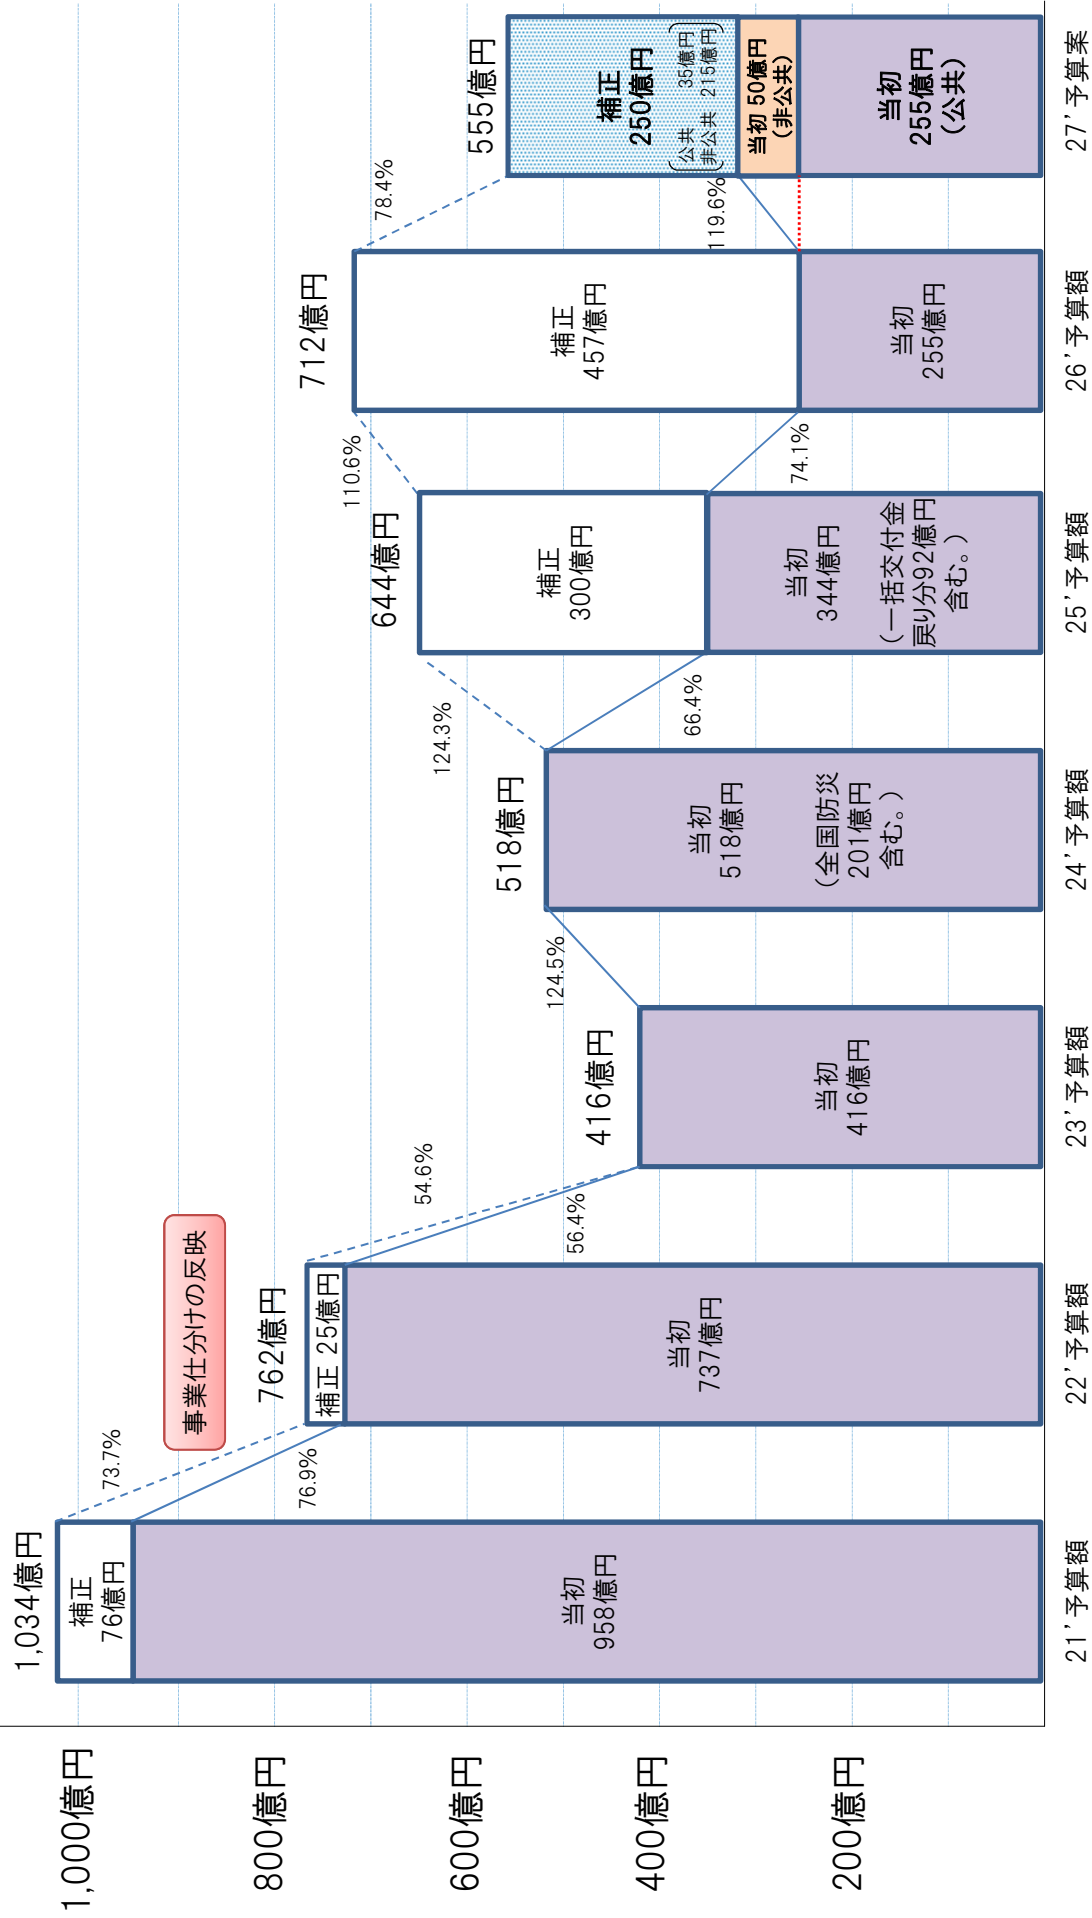 1,000億円
800億円
600億円
400億円
200億円
1,034億円
補正
76億円
当初
958億円
21’予算額
73.7%
76.9%
事業仕分けの反映
762億円
補正 25億円
当初
737億円
22’予算額
54.6%
56.4%
416億円
当初
416億円
23’予算額
124.5%
518億円
当初
518億円
(全国防災
201億円
含む。)
24’予算額
124.3%
66.4%
644億円
補正
300億円
当初
344億円
(一括交付金
戻り分92億円
含む。)
25’予算額
110.6%
74.1%
712億円
補正
457億円
当初
255億円
26’予算額
78.4%
119.6%
555億円
補正
250億円
公共 35億円
非公共 215億円
当初 50億円
(非公共)
当初
255億円
(公共)
27’予算案